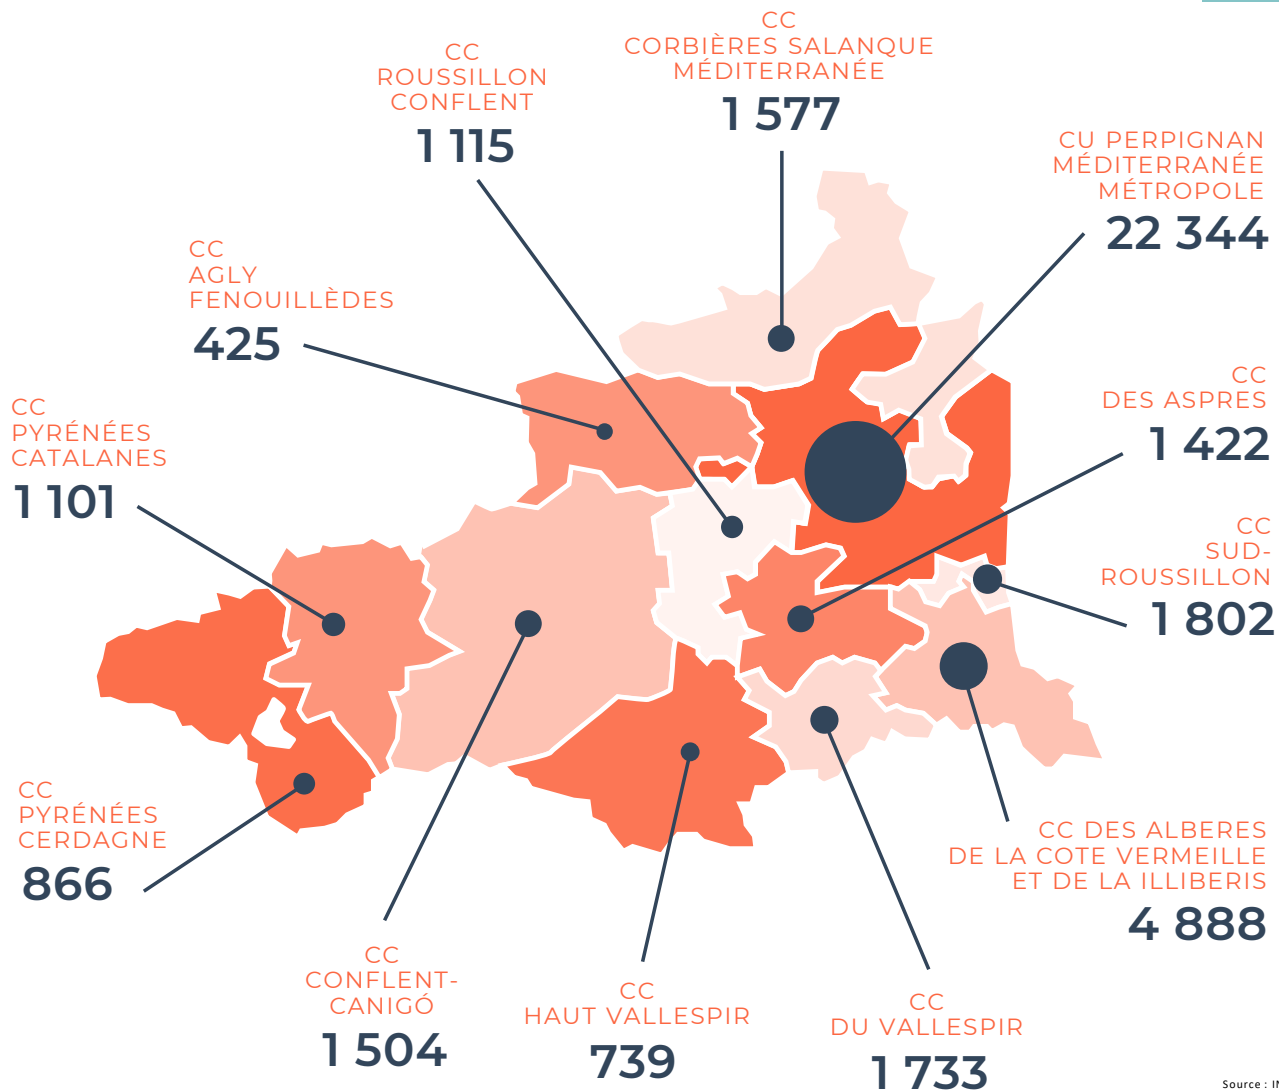 CC
CORBIÈRES SALANQUE
MÉDITERRANÉE
1 577
CC
ROUSSILLON
CONFLENT
1 115
CU PERPIGNAN
MÉDITERRANÉE
MÉTROPOLE
22 344
CC
AGLY
FENOUILLÈDES
425
CC
DES ASPRES
1 422
CC
PYRÉNÉES
CATALANES
1 101
CC
SUD-
ROUSSILLON
1 802
CC
PYRÉNÉES
CERDAGNE
866
CC DES ALBERES
DE LA COTE VERMEILLE
ET DE LA ILLIBERIS
4 888
CC
CONFLENT-
CANIGÓ
1 504
CC
HAUT VALLESPIR
739
CC
DU VALLESPIR
1 733
Source :